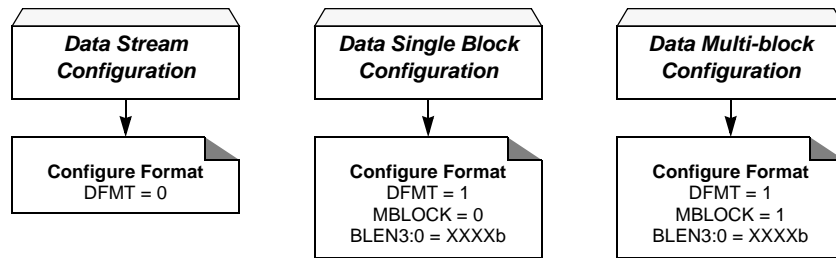 Data Stream
Configuration
Configure Format
DFMT = 0
Data Single Block
Configuration
Configure Format
DFMT = 1
MBLOCK = 0
BLEN3:0 = XXXXb
Data Multi-block
Configuration
Configure Format
DFMT = 1
MBLOCK = 1
BLEN3:0 = XXXXb